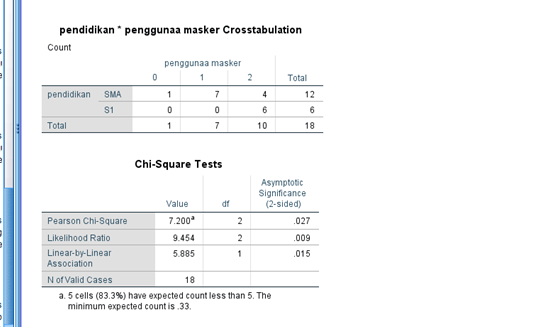 pendidikan * penggunaa masker Crosstabulation
Count
penggunaa masker
0 1 2 Total
pendidikan SMA 1 7 4 12
S1 0 0 6 6
Total 1 7 10 18
Chi-Square Tests
Value df Asymptotic Significance (2-sided)
Pearson Chi-Square 7.200a 2 .027
Likelihood Ratio 9.454 2 .009
Linear-by-Linear Association 5.885 1 .015
N of Valid Cases 18
a. 5 cells (83.3%) have expected count less than 5. The
minimum expected count is .33.